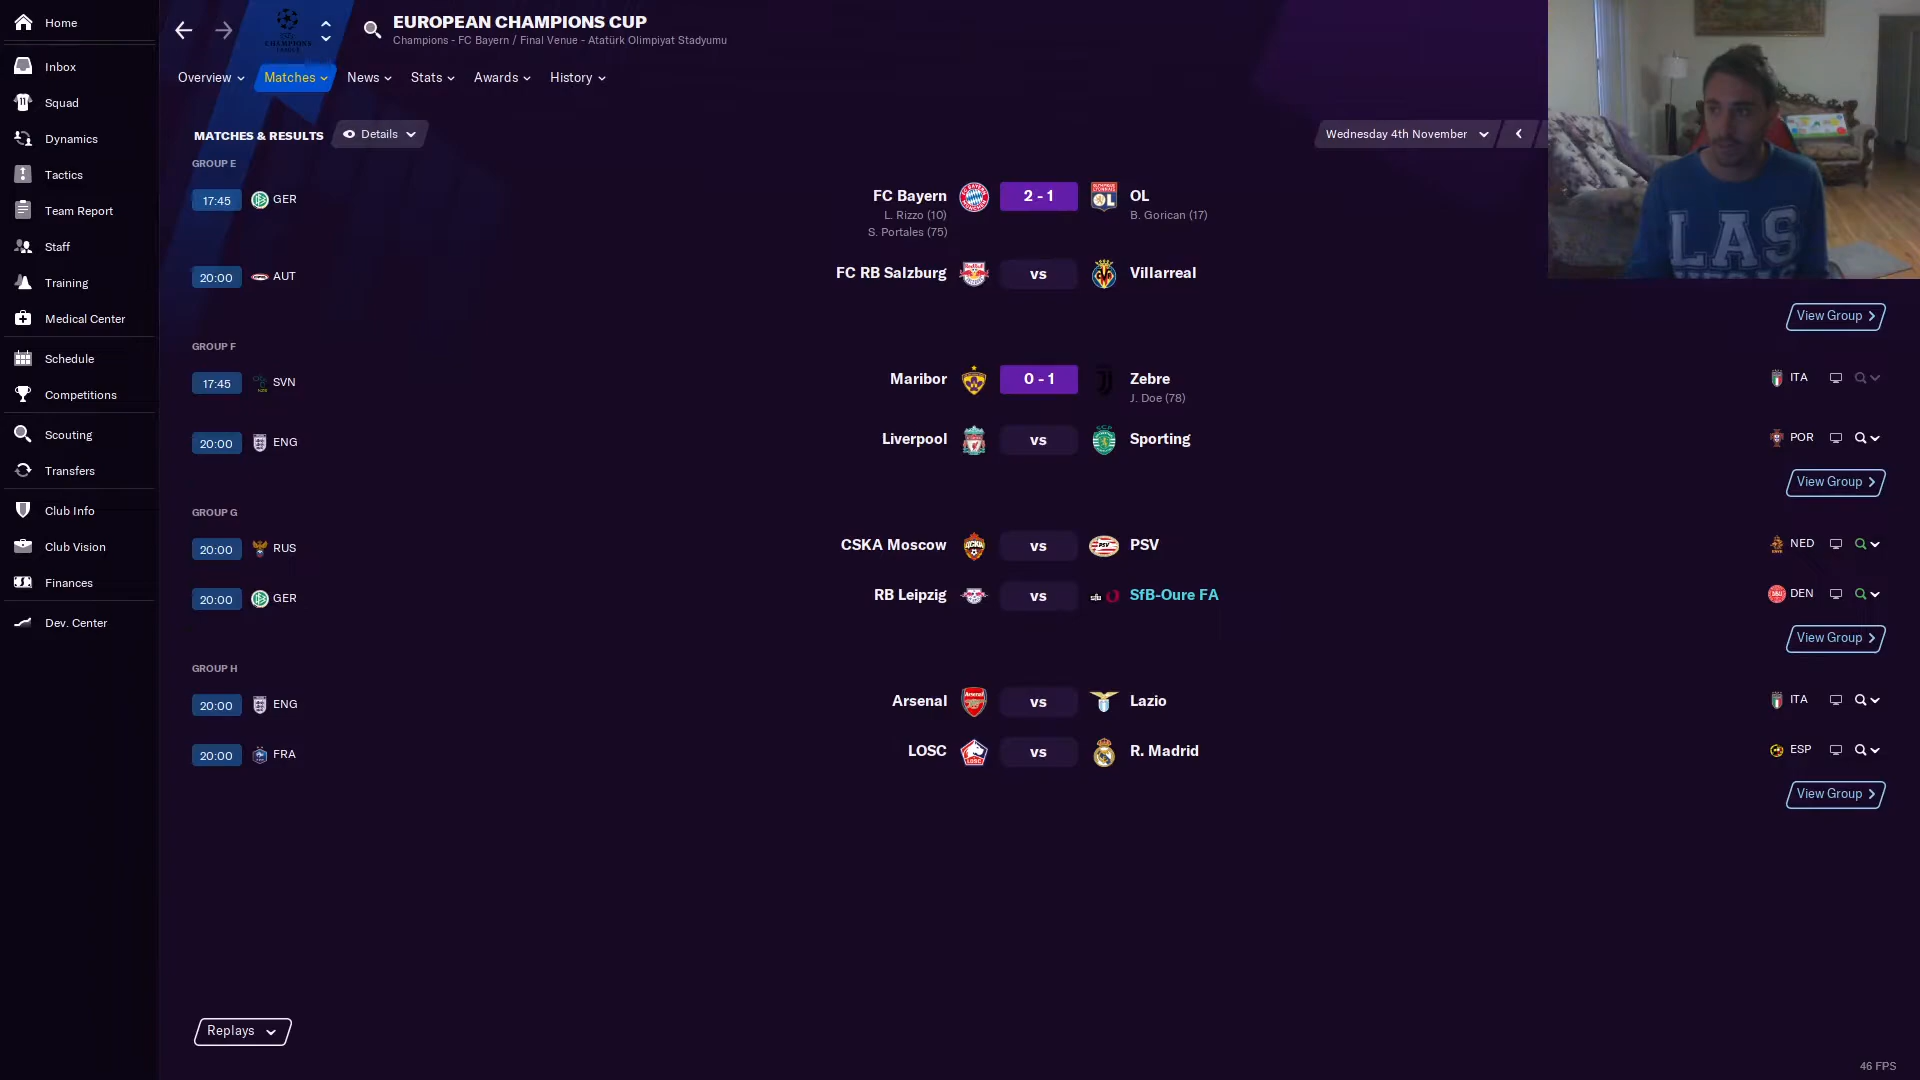 Home
EUROPEAN CHAMPIONS CUP
Champions - FC Bayern / Final Venue - Atatürk Olimpiyat Stadyumu
Inbox
Overview Matches News Stats Awards History
Squad
Dynamics
MATCHES & RESULTS Details Wednesday 4th November
Tactics
Team Report
Staff
Training
Medical Center
Schedule
Competitions
Scouting
Transfers
Club Info
Club Vision
Finances
Dev. Center
GROUP E
17:45 GER FC Bayern 2 - 1 OL
L. Rizzo (10) B. Gorican (17)
S. Portales (75)
20:00 AUT FC RB Salzburg vs Villarreal
View Group
GROUP F
17:45 SVN Maribor 0 - 1 Zebre ITA
J. Doe (78)
20:00 ENG Liverpool vs Sporting POR
View Group
GROUP G
20:00 RUS CSKA Moscow vs PSV NED
20:00 GER RB Leipzig vs SfB-Oure FA DEN
View Group
GROUP H
20:00 ENG Arsenal vs Lazio ITA
20:00 FRA LOSC vs R. Madrid ESP
View Group
Replays
46 FPS
LAS